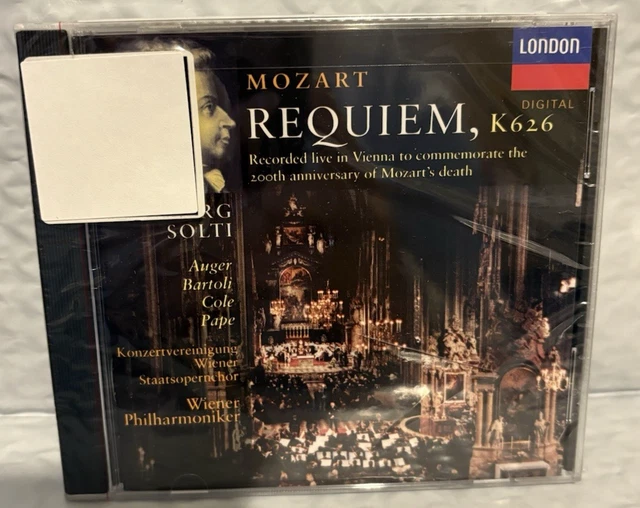 LONDON
MOZART
DIGITAL
REQUIEM, K626
Recorded live in Vienna to commemorate the
200th anniversary of Mozart's death
RG
SOLTI
Auger
Bartoli
Cole
Pape
Konzertvereinigung
Wiener
Staatsopernchor
Wiener
Philharmoniker